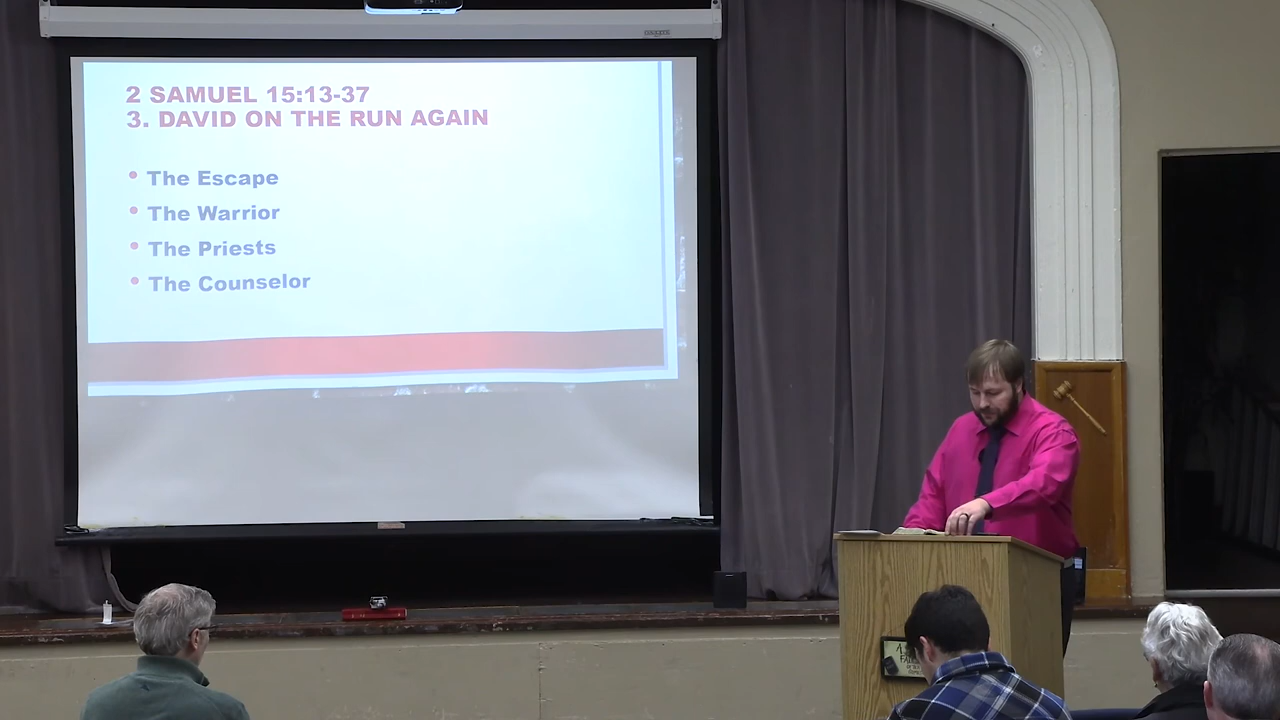 2 SAMUEL 15:13-37
3. DAVID ON THE RUN AGAIN
• The Escape
• The Warrior
• The Priests
• The Counselor